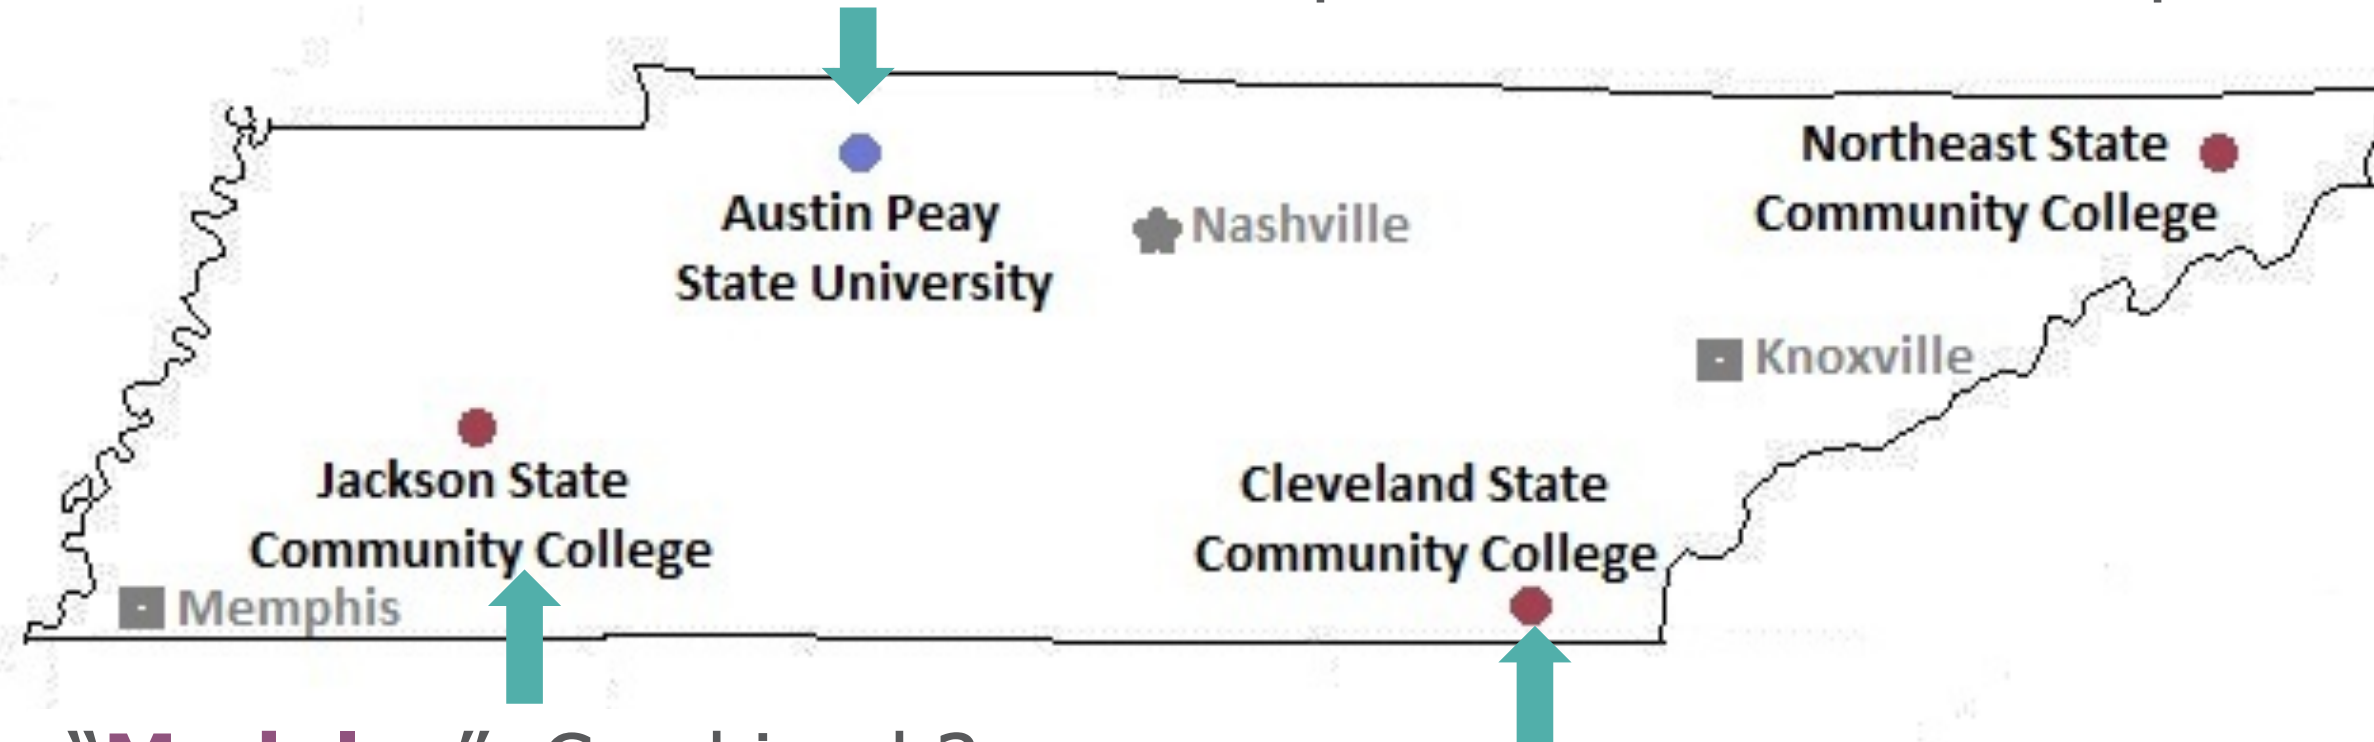 Northeast State
Community College
Austin Peay
State University
Nashville
Knoxville
Jackson State
Community College
Cleveland State
Community College
Memphis